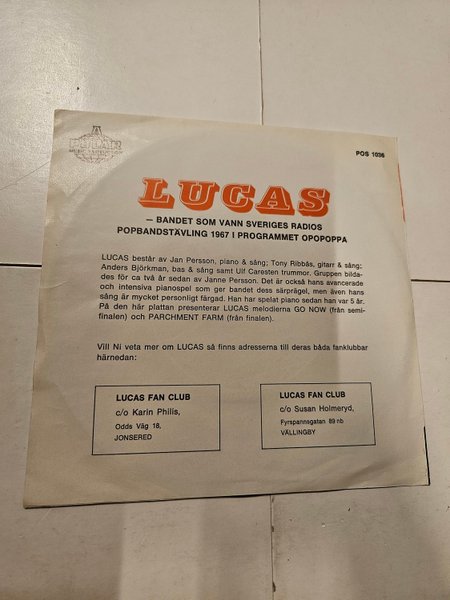 POS 1036
LUCAS
— BANDET SOM VANN SVERIGES RADIOS
POPBANDSTÄVLING 1967 I PROGRAMMET OPOPOPPA
LUCAS består av Jan Persson, piano & sång; Tony Ribbås, gitarr & sång;
Anders Björkman, bas & sång samt Ulf Caresten trummor. Gruppen bilda-
des för ca två år sedan av Janne Persson. Det är också hans avancerade
och intensiva pianospel som ger bandet dess särprägel, men även hans
sång är mycket personligt färgad. Han har spelat piano sedan han var 5 år.
På den här plattan presenterar LUCAS melodierna GO NOW (från semi-
finalen) och PARCHMENT FARM (från finalen).
Vill Ni veta mer om LUCAS så finns adresserna till deras båda fanklubbar
härnedan:
LUCAS FAN CLUB
c/o Karin Philis,
Odds Väg 18,
JONSERED
LUCAS FAN CLUB
c/o Susan Holmeryd,
Fyrspannsgatan 89 nb
VÄLLINGBY